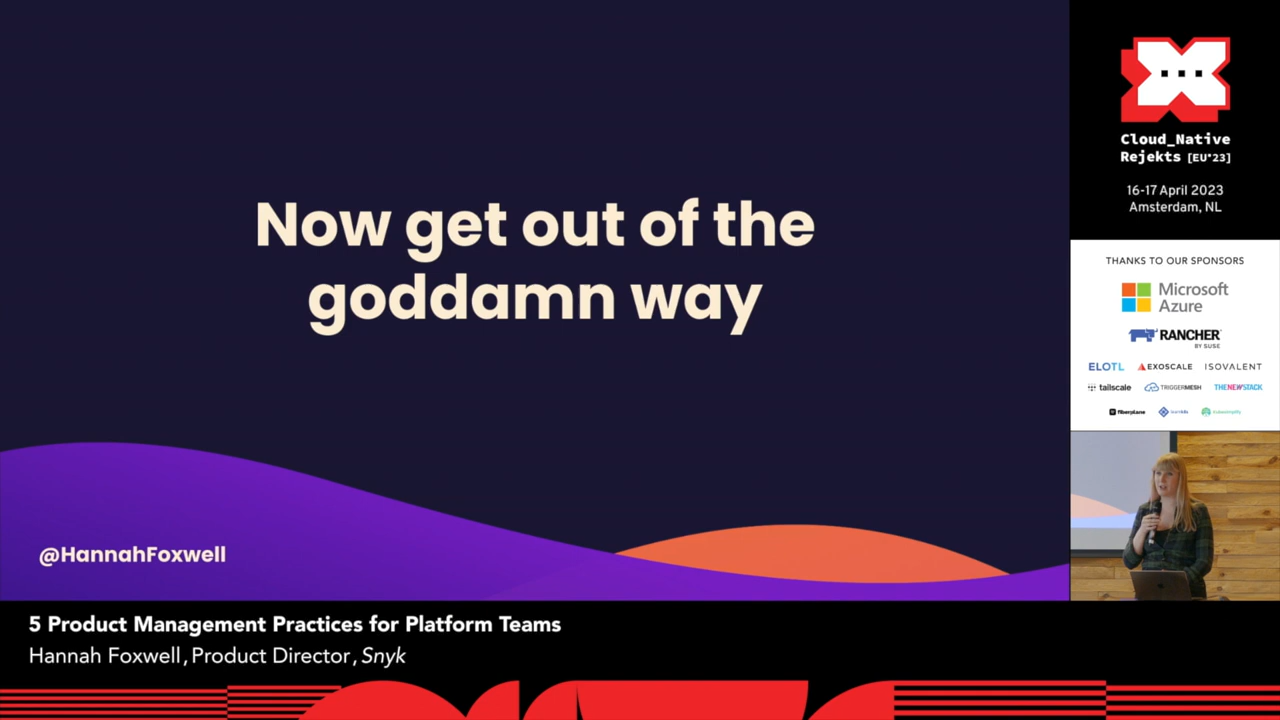 Now get out of the
goddamn way
@HannahFoxwell
5 Product Management Practices for Platform Teams
Hannah Foxwell, Product Director, Snyk
Cloud_Native
Rejekts [EU*23]
16-17 April 2023
Amsterdam, NL
THANKS TO OUR SPONSORS
Microsoft
Azure
RANCHER
BY SUSE
ELOTL EXOSCALE ISOVALENT
tailscale TRIGGERMESH THENEWSTACK
fiberplane